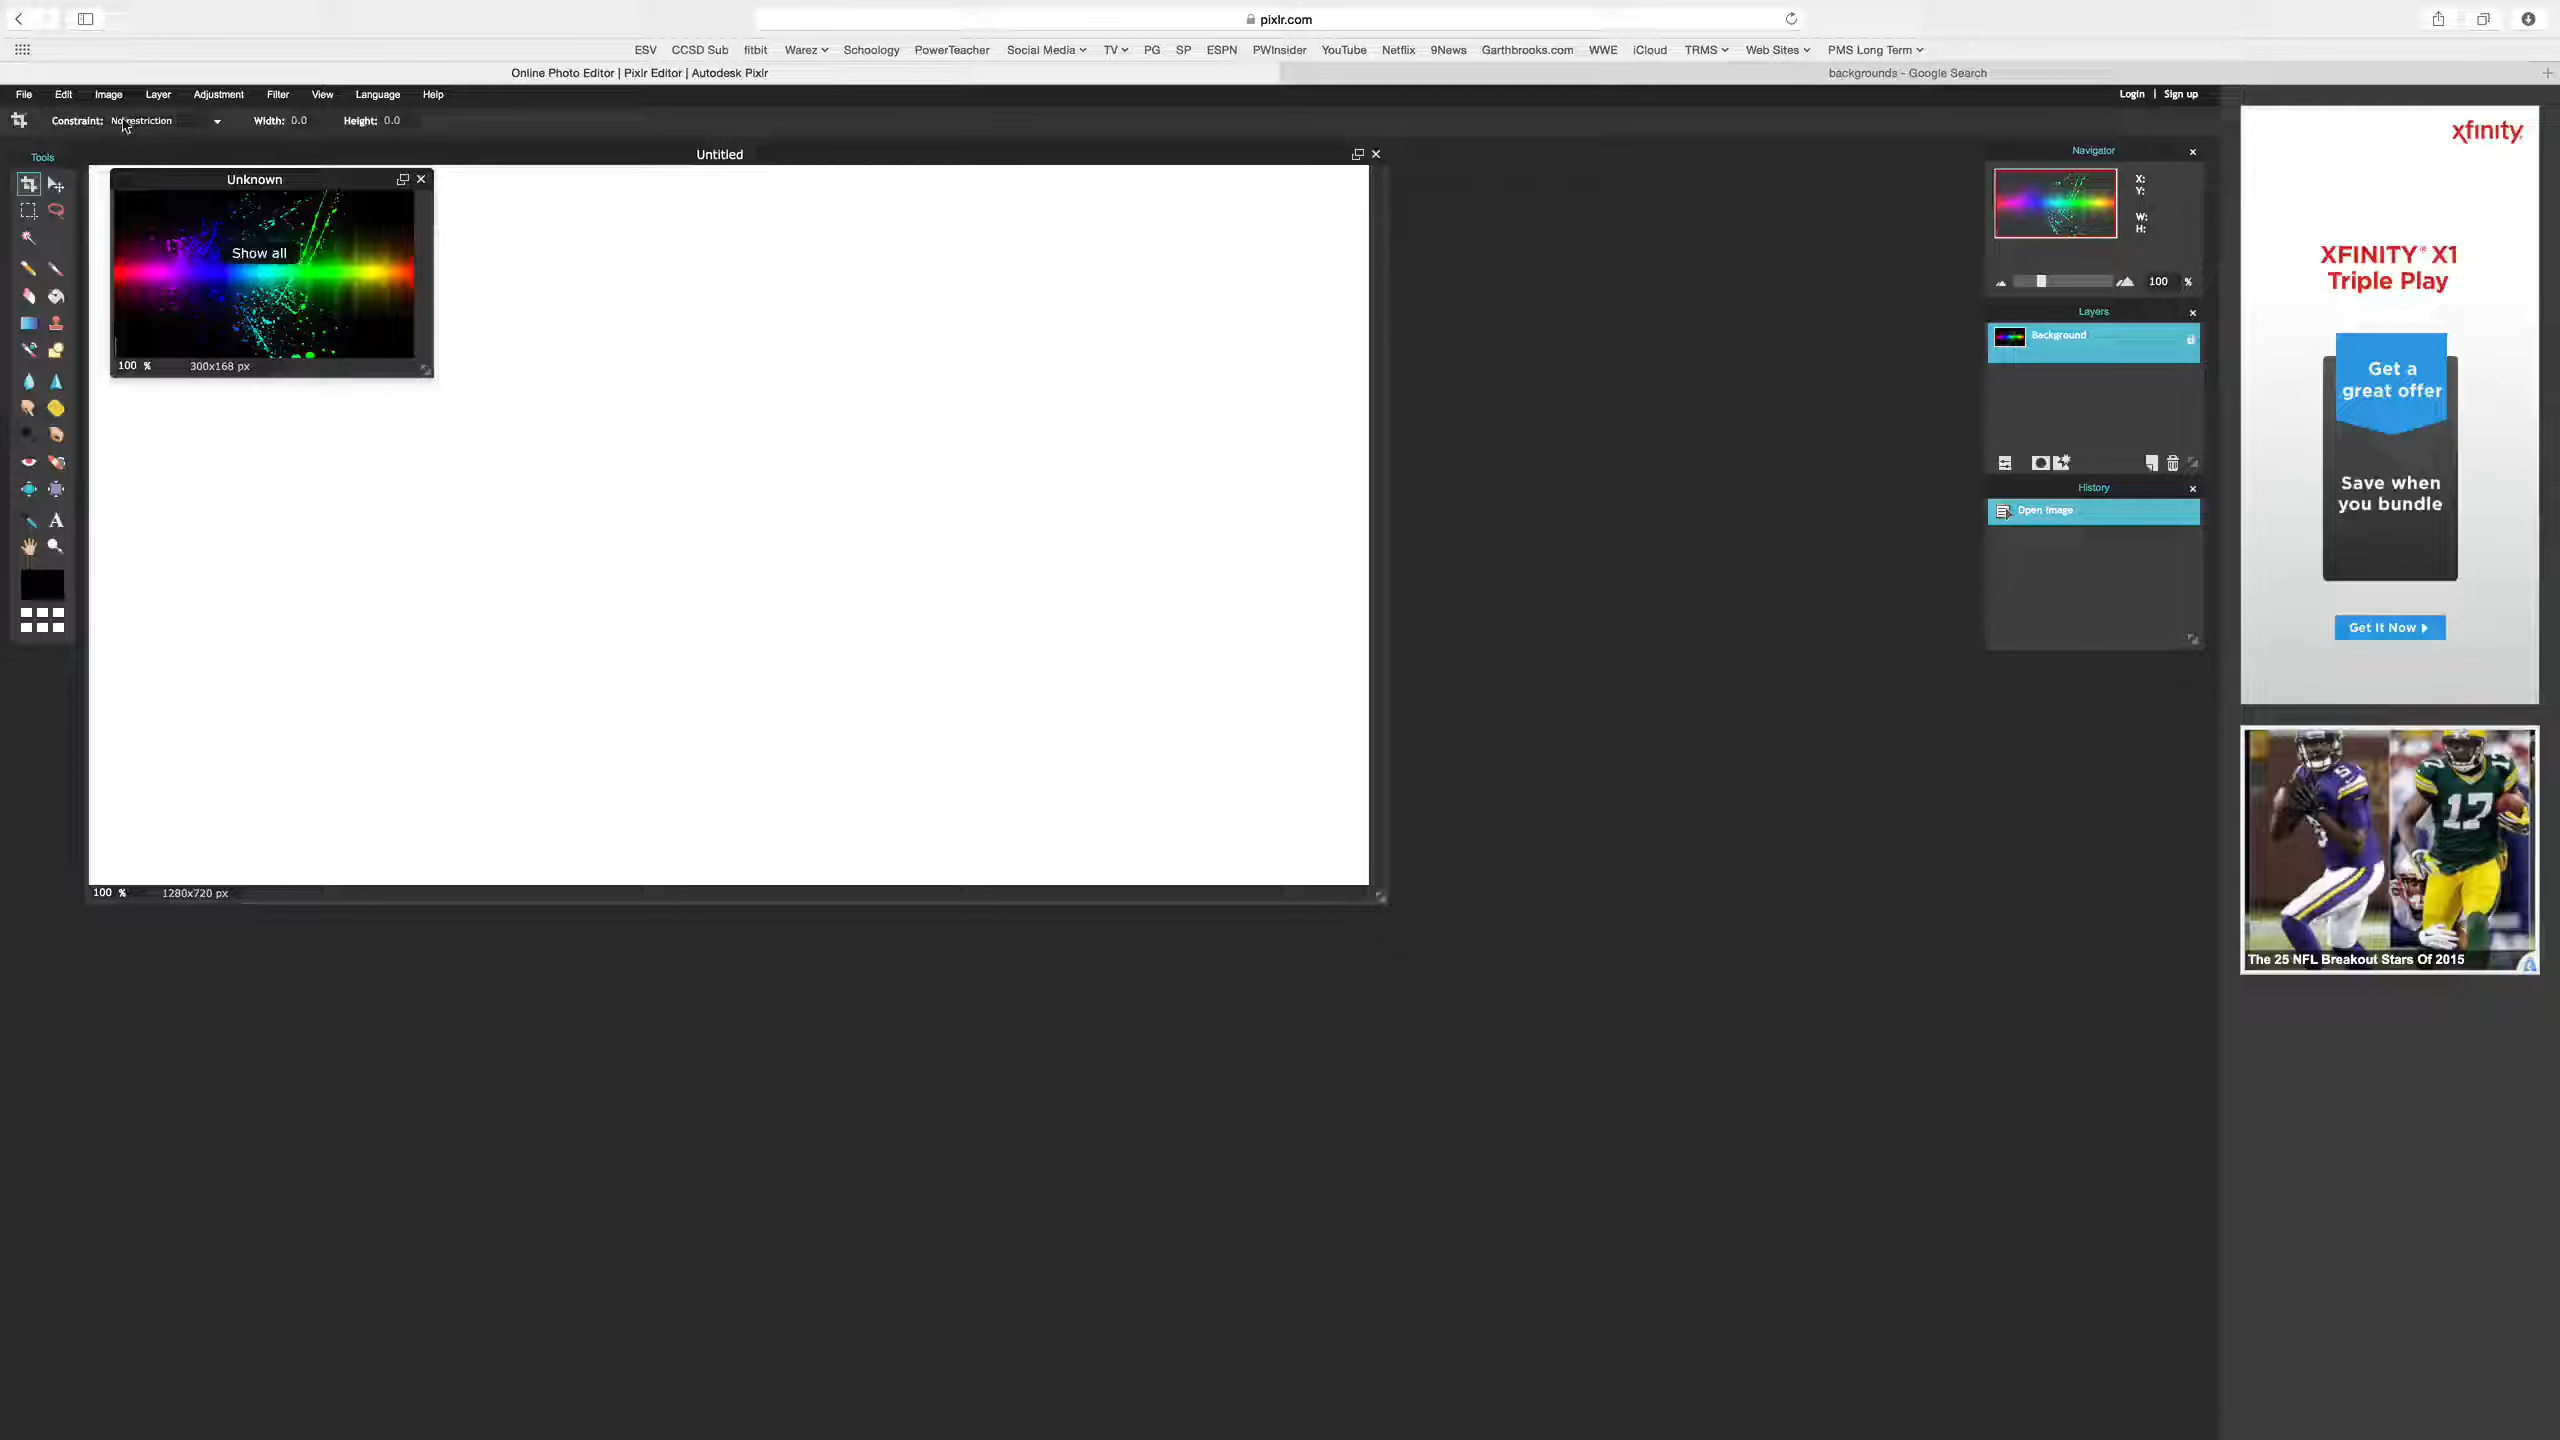 pixlr.com
ESV CCSD Sub fitbit Warez Schoology PowerTeacher Social Media TV PG SP ESPN PWInsider YouTube Netflix 9News Garthbrooks.com WWE iCloud TRMS Web Sites PMS Long Term
Online Photo Editor | Pixlr Editor | Autodesk Pixlr
backgrounds - Google Search
File Edit Image Layer Adjustment Filter View Language Help
Login | Sign up
Constraint: No restriction Width: 0.0 Height: 0.0
Tools
Untitled
Unknown
Show all
100 % 300x168 px
100 % 1280x720 px
Navigator
X:
Y:
W:
H:
100 %
Layers
Background
History
Open Image
xfinity
XFINITY® X1
Triple Play
Get a
great offer
Save when
you bundle
Get It Now
17
The 25 NFL Breakout Stars Of 2015